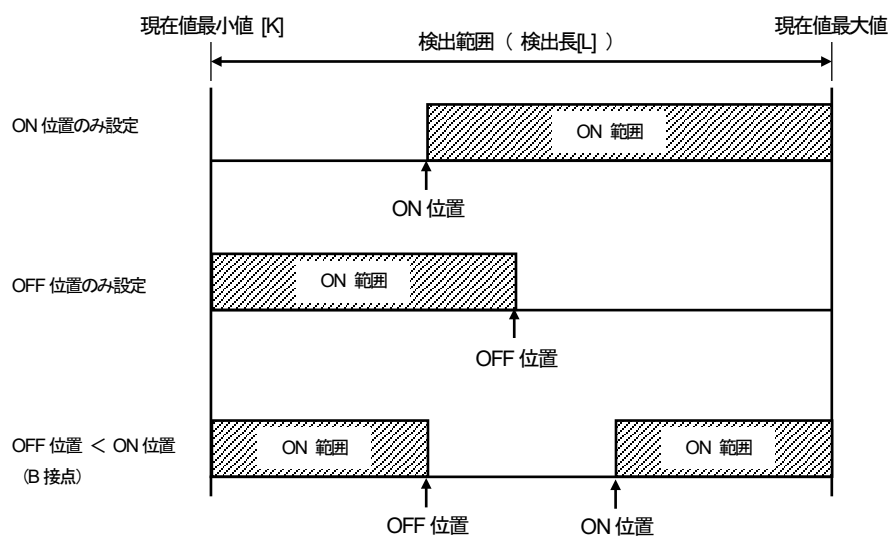 現在値最小値 [K]
現在値最大値
検出範囲（ 検出長[L] ）
ON 位置のみ設定
ON 範囲
ON 位置
OFF 位置のみ設定
ON 範囲
OFF 位置
OFF 位置 ＜ ON 位置
（B 接点）
ON 範囲
ON 範囲
OFF 位置
ON 位置